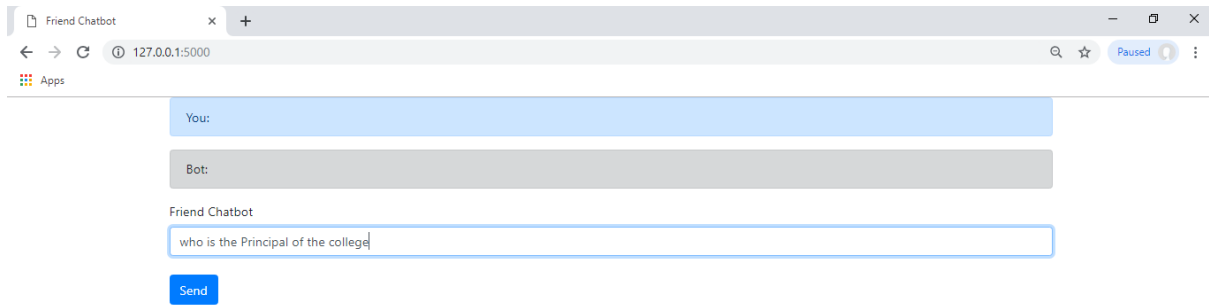 Friend Chatbot
127.0.0.1:5000
Paused
Apps
You:
Bot:
Friend Chatbot
who is the Principal of the college
Send